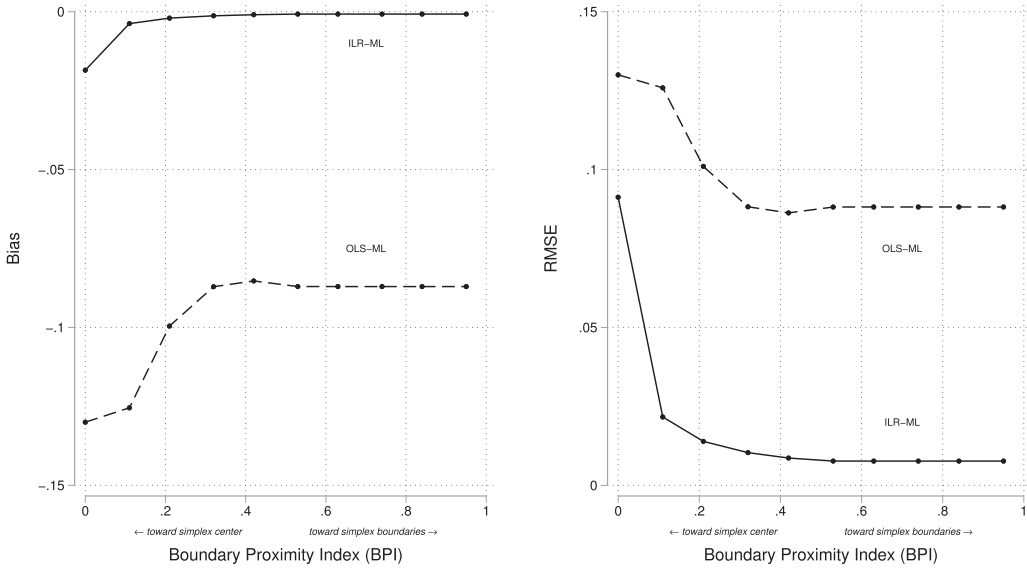 0
−.05
−.1
−.15
Bias
ILR−ML
OLS−ML
0 .2 .4 .6 .8 1
← toward simplex center toward simplex boundaries →
Boundary Proximity Index (BPI)
.15
.1
.05
0
RMSE
OLS−ML
ILR−ML
0 .2 .4 .6 .8 1
← toward simplex center toward simplex boundaries →
Boundary Proximity Index (BPI)